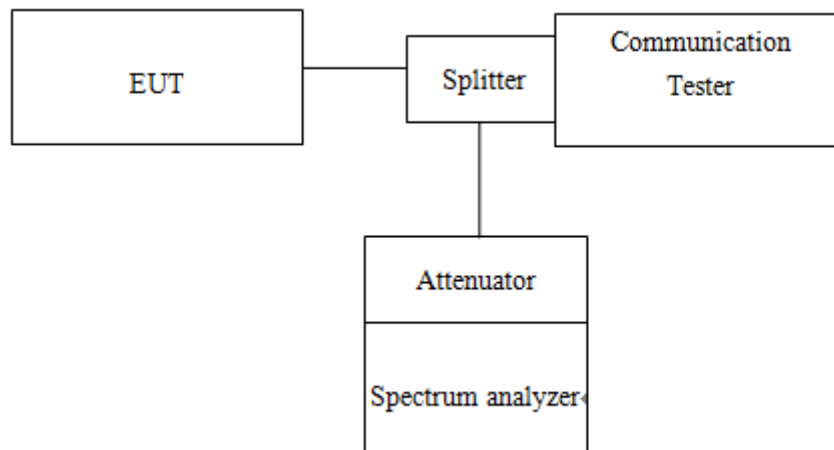 EUT
Splitter
Communication
Tester
Attenuator
Spectrum analyzer